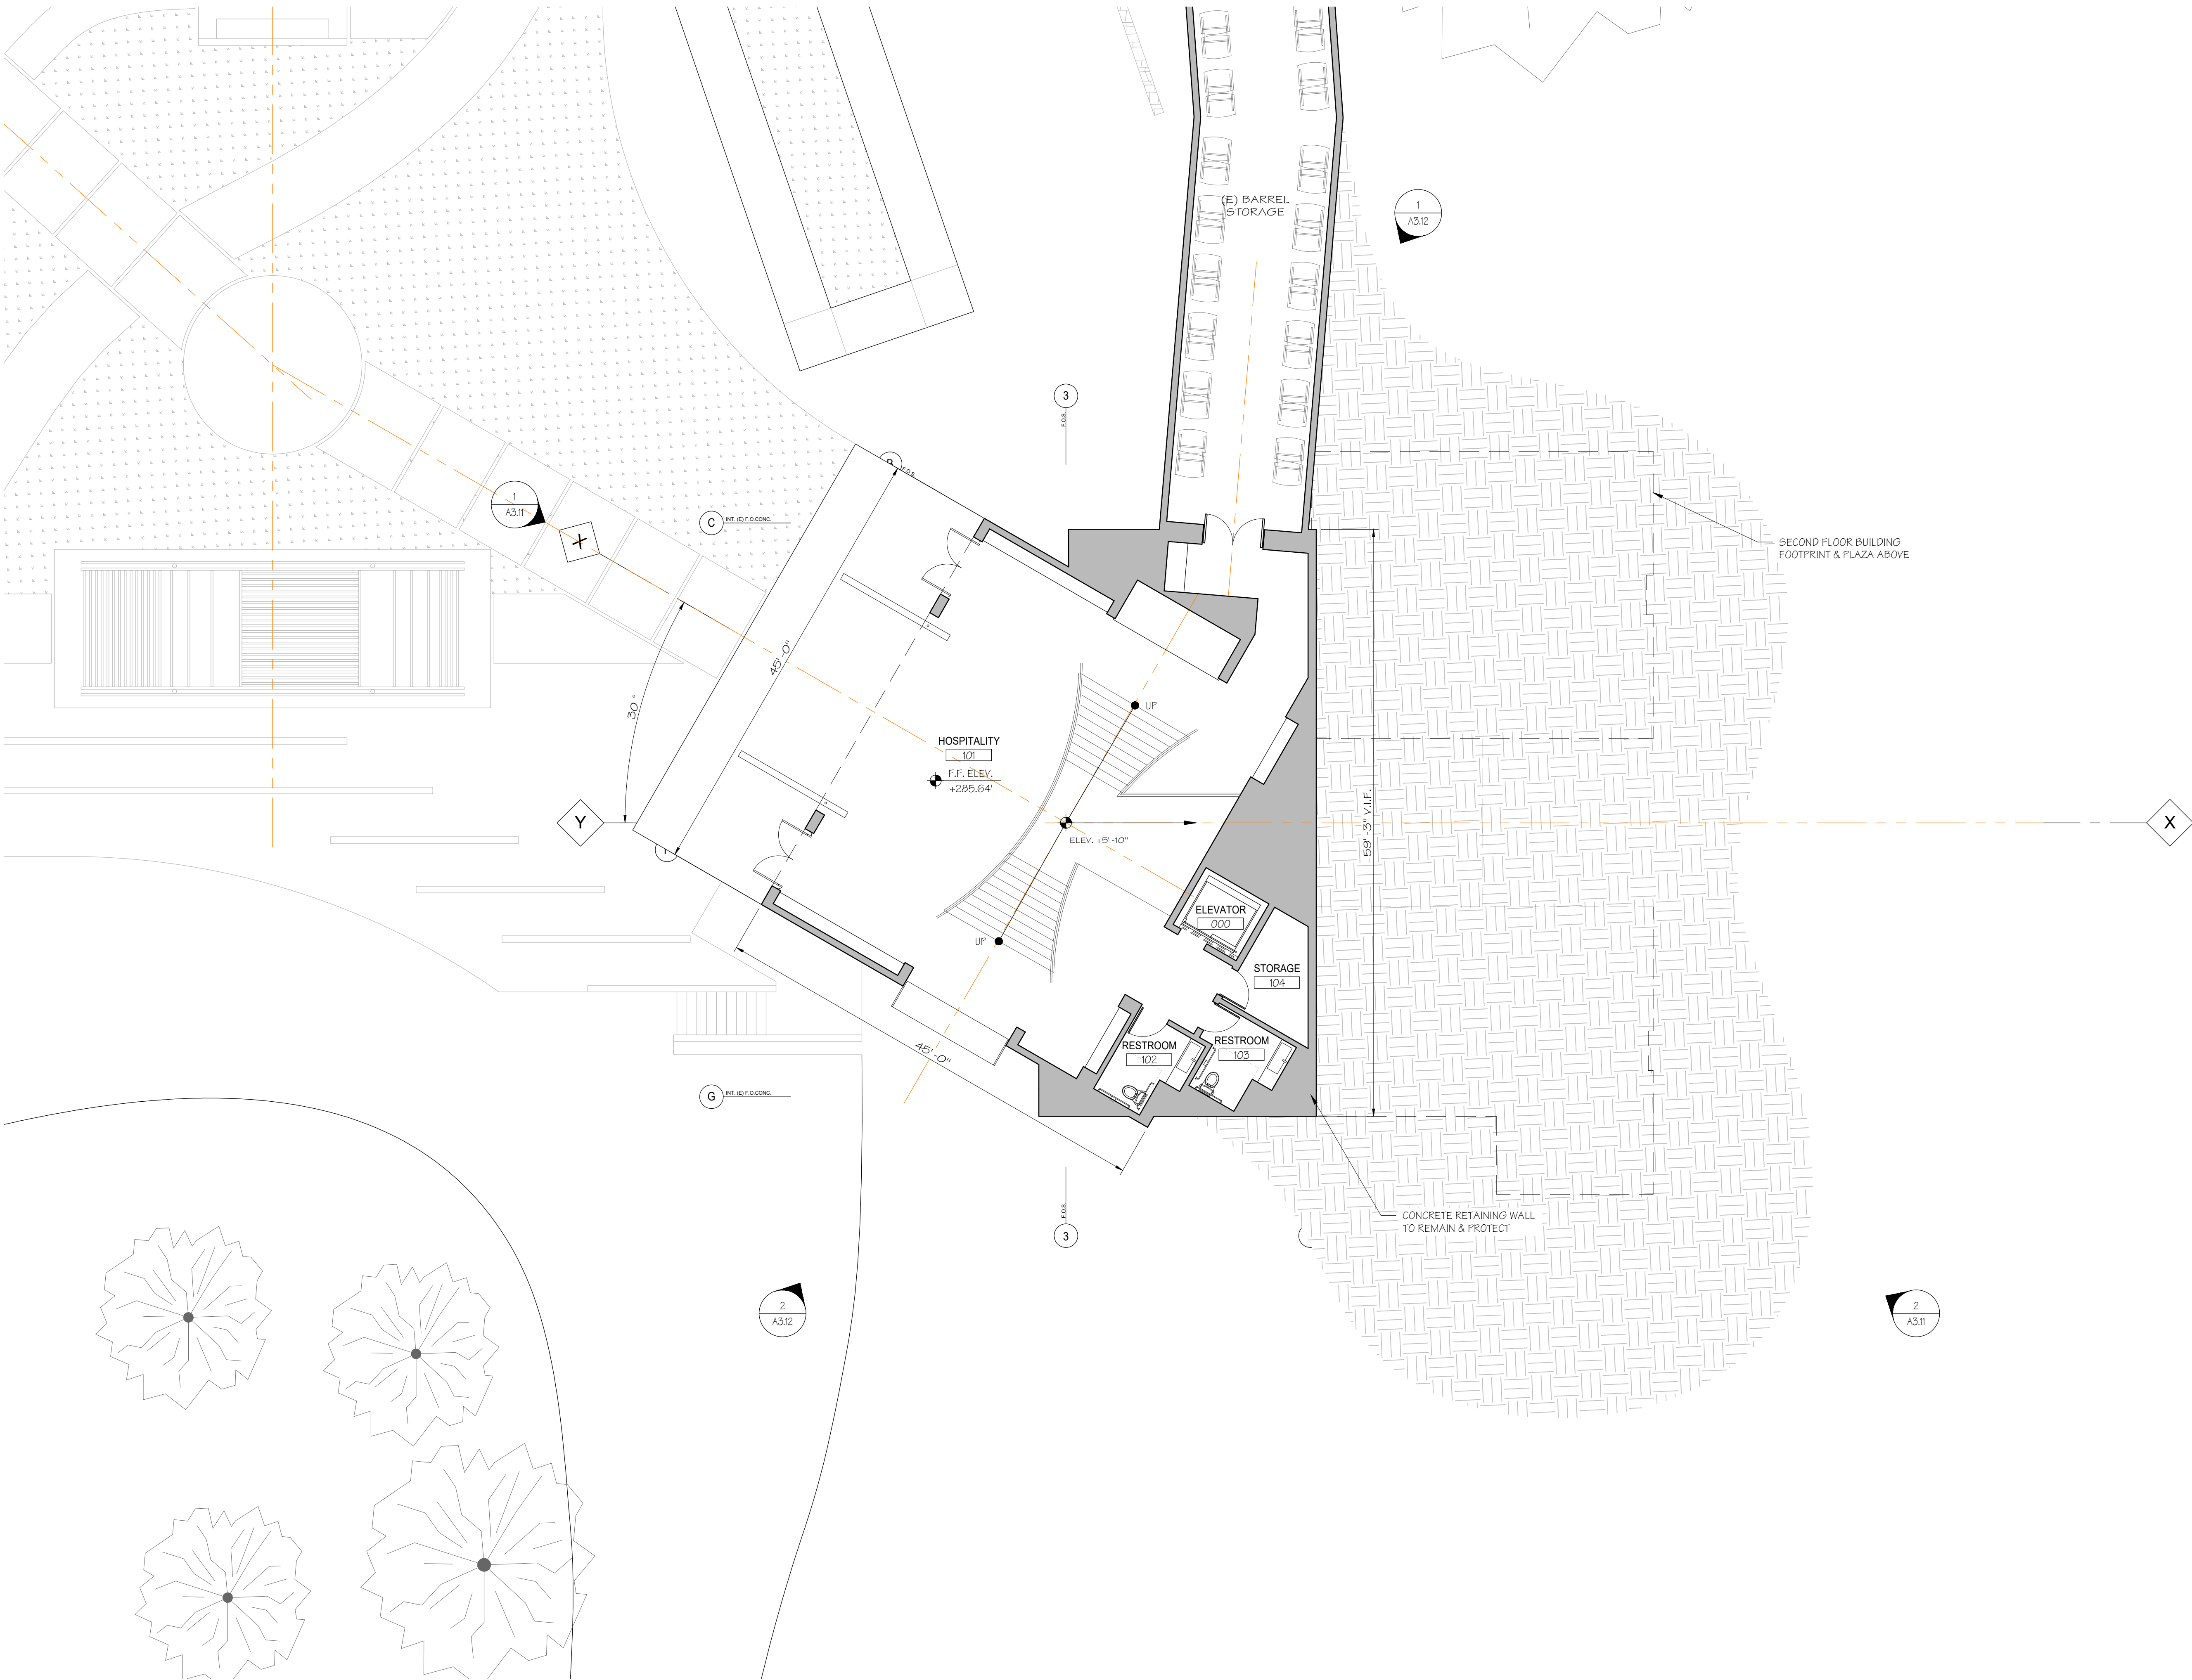 (E) BARREL
STORAGE
1
A3.12
3
F.O.S.
F.O.S.
1
A3.11
X
C
INT. (E) F.O.CONC.
SECOND FLOOR BUILDING
FOOTPRINT & PLAZA ABOVE
45'-0"
30°
UP
HOSPITALITY
101
F.F. ELEV.
+285.64'
Y
ELEV. +5'-10"
59'-3" V.I.F.
X
ELEVATOR
000
UP
STORAGE
104
RESTROOM
102
RESTROOM
103
45'-0"
G
INT. (E) F.O.CONC.
CONCRETE RETAINING WALL
TO REMAIN & PROTECT
F.O.S.
3
2
A3.12
2
A3.11